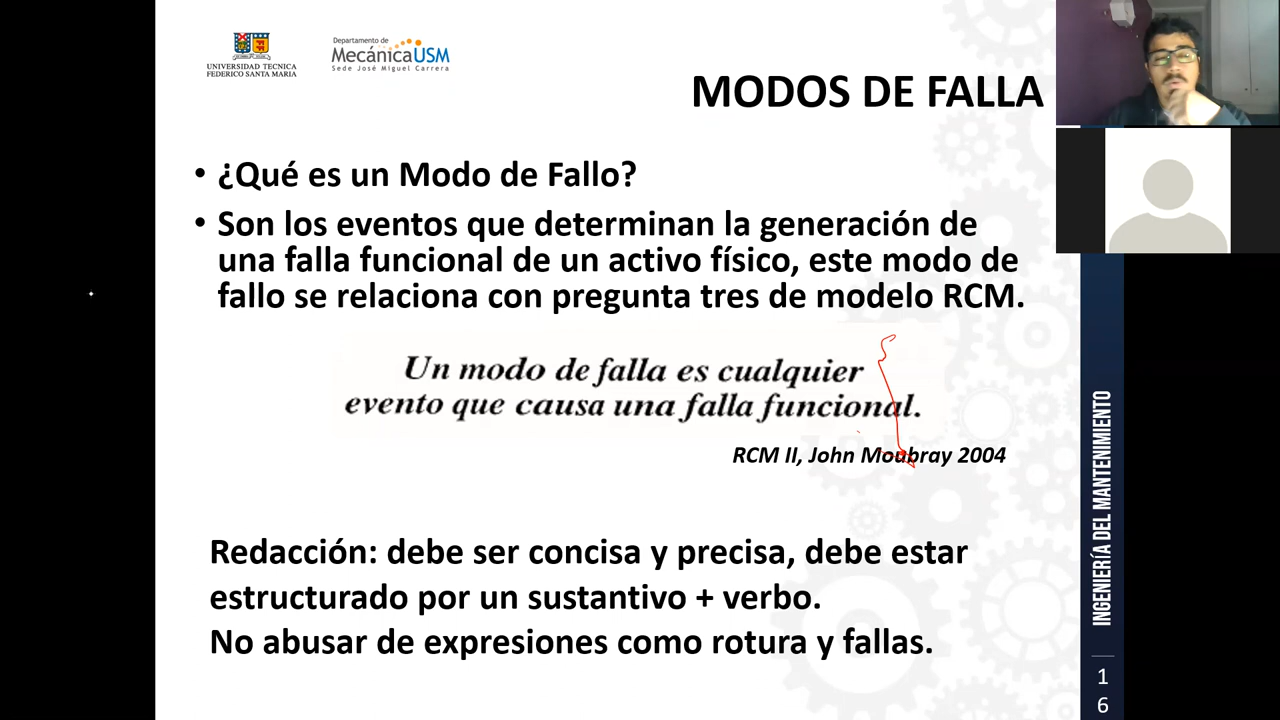 UNIVERSIDAD TECNICA
FEDERICO SANTA MARIA
Departamento de
MecánicaUSM
Sede José Miguel Carrera
MODOS DE FALLA
• ¿Qué es un Modo de Fallo?
• Son los eventos que determinan la generación de
una falla funcional de un activo físico, este modo de
fallo se relaciona con pregunta tres de modelo RCM.
Un modo de falla es cualquier
evento que causa una falla funcional.
RCM II, John Moubray 2004
Redacción: debe ser concisa y precisa, debe estar
estructurado por un sustantivo + verbo.
No abusar de expresiones como rotura y fallas.
INGENIERÍA DEL MANTENIMIENTO
1
6